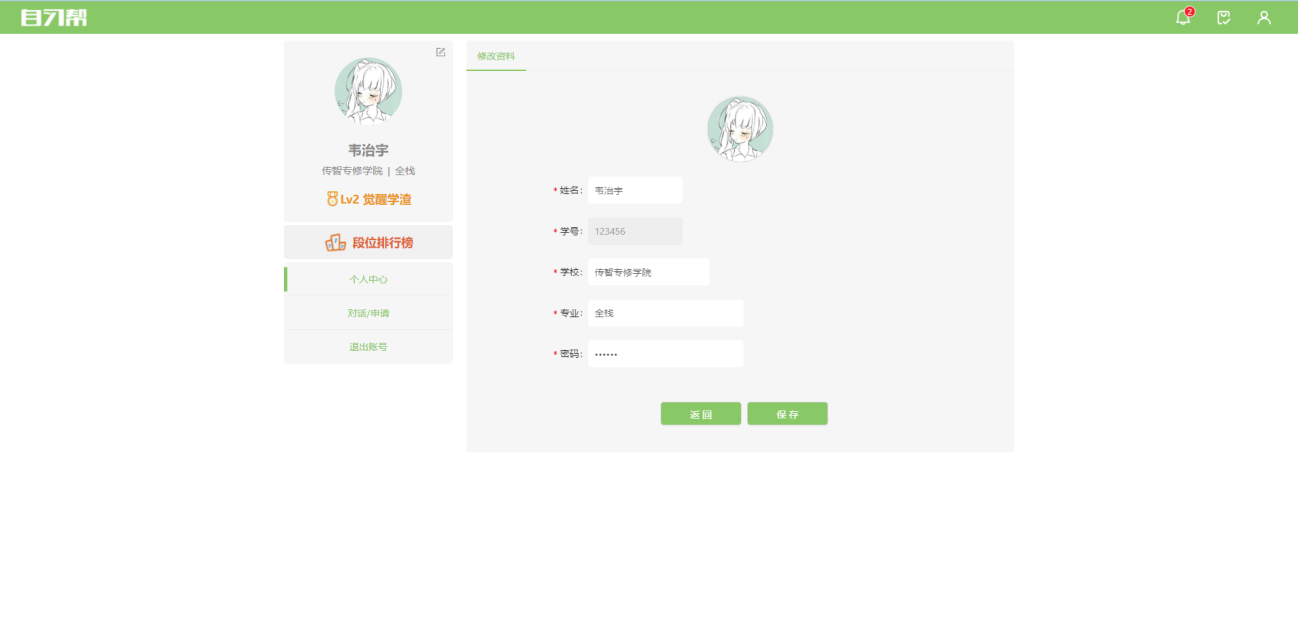 自习帮
2
韦治宇
传智专修学院 | 全栈
Lv2 觉醒学渣
段位排行榜
个人中心
对话/申请
退出账号
修改资料
* 姓名: 韦治宇
* 学号: 123456
* 学校: 传智专修学院
* 专业: 全栈
* 密码: ••••••
返回 保存